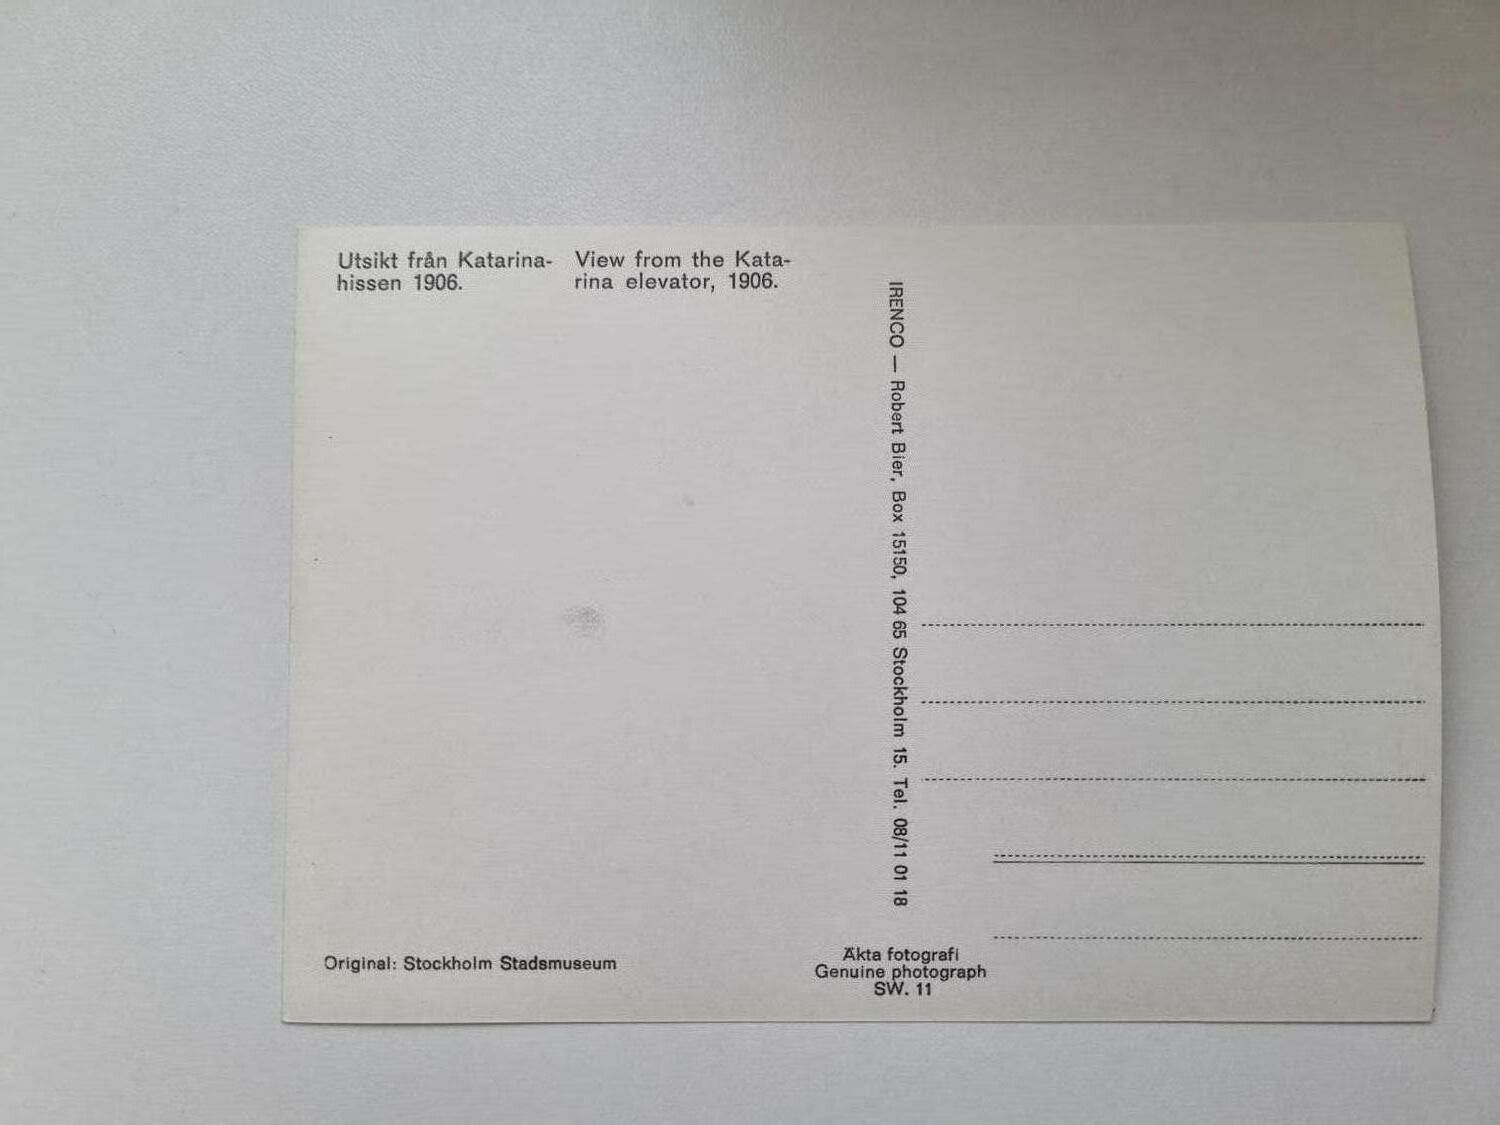 Utsikt från Katarina-
hissen 1906.
View from the Kata-
rina elevator, 1906.
IRENCO — Robert Bier, Box 15150, 104 65 Stockholm 15. Tel. 08/11 01 18
Original: Stockholm Stadsmuseum
Äkta fotografi
Genuine photograph
SW. 11